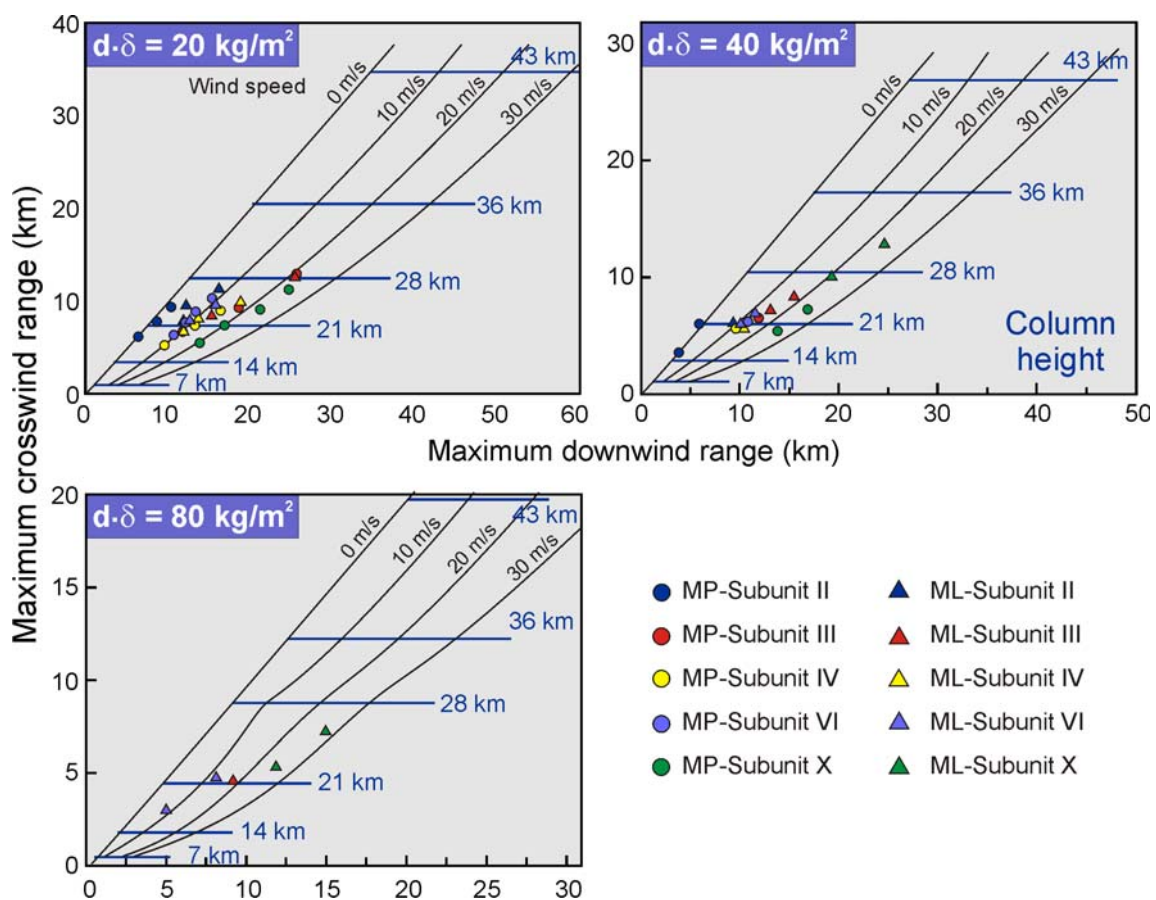 Maximum crosswind range (km)
d·δ = 20 kg/m²
Wind speed
0 m/s
10 m/s
20 m/s
30 m/s
43 km
36 km
28 km
21 km
14 km
7 km
40
30
20
10
0
0 10 20 30 40 50 60
d·δ = 40 kg/m²
0 m/s
10 m/s
20 m/s
30 m/s
43 km
36 km
28 km
21 km
14 km
7 km
Column
height
30
20
10
0
0 10 20 30 40 50
Maximum downwind range (km)
d·δ = 80 kg/m²
0 m/s
10 m/s
20 m/s
30 m/s
43 km
36 km
28 km
21 km
14 km
7 km
20
15
10
5
0
0 5 10 15 20 25 30
MP-Subunit II ML-Subunit II
MP-Subunit III ML-Subunit III
MP-Subunit IV ML-Subunit IV
MP-Subunit VI ML-Subunit VI
MP-Subunit X ML-Subunit X